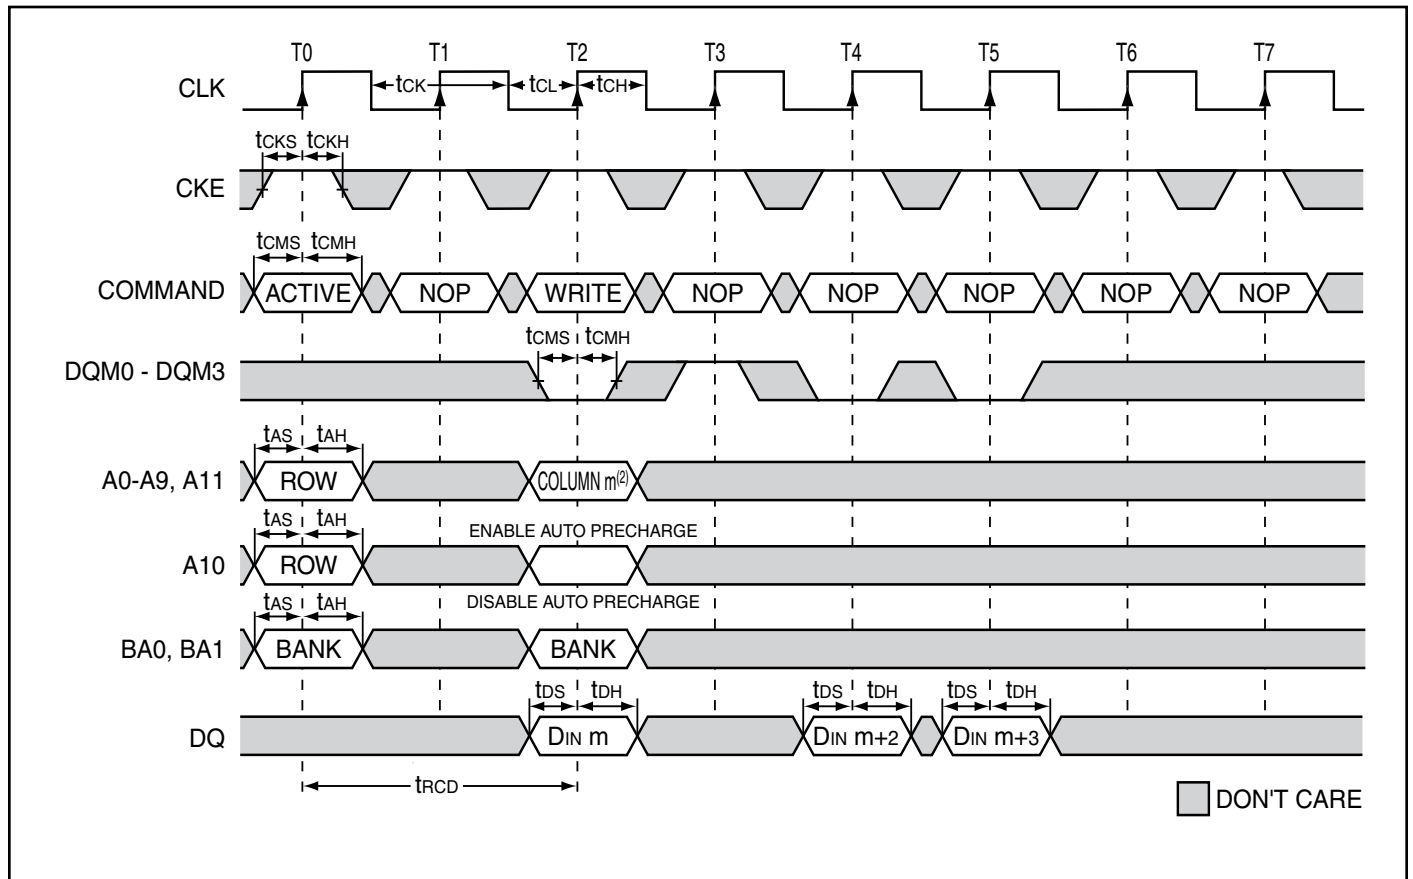 T0 T1 T2 T3 T4 T5 T6 T7
CLK tCK tCL tCH
tCKS tCKH
CKE
tCMS tCMH
COMMAND ACTIVE NOP WRITE NOP NOP NOP NOP NOP
tCMS tCMH
DQM0 - DQM3
tAS tAH
A0-A9, A11 ROW COLUMN m(2)
tAS tAH ENABLE AUTO PRECHARGE
A10 ROW
tAS tAH DISABLE AUTO PRECHARGE
BA0, BA1 BANK BANK
tDS tDH tDS tDH tDS tDH
DQ DIN m DIN m+2 DIN m+3
tRCD
DON'T CARE